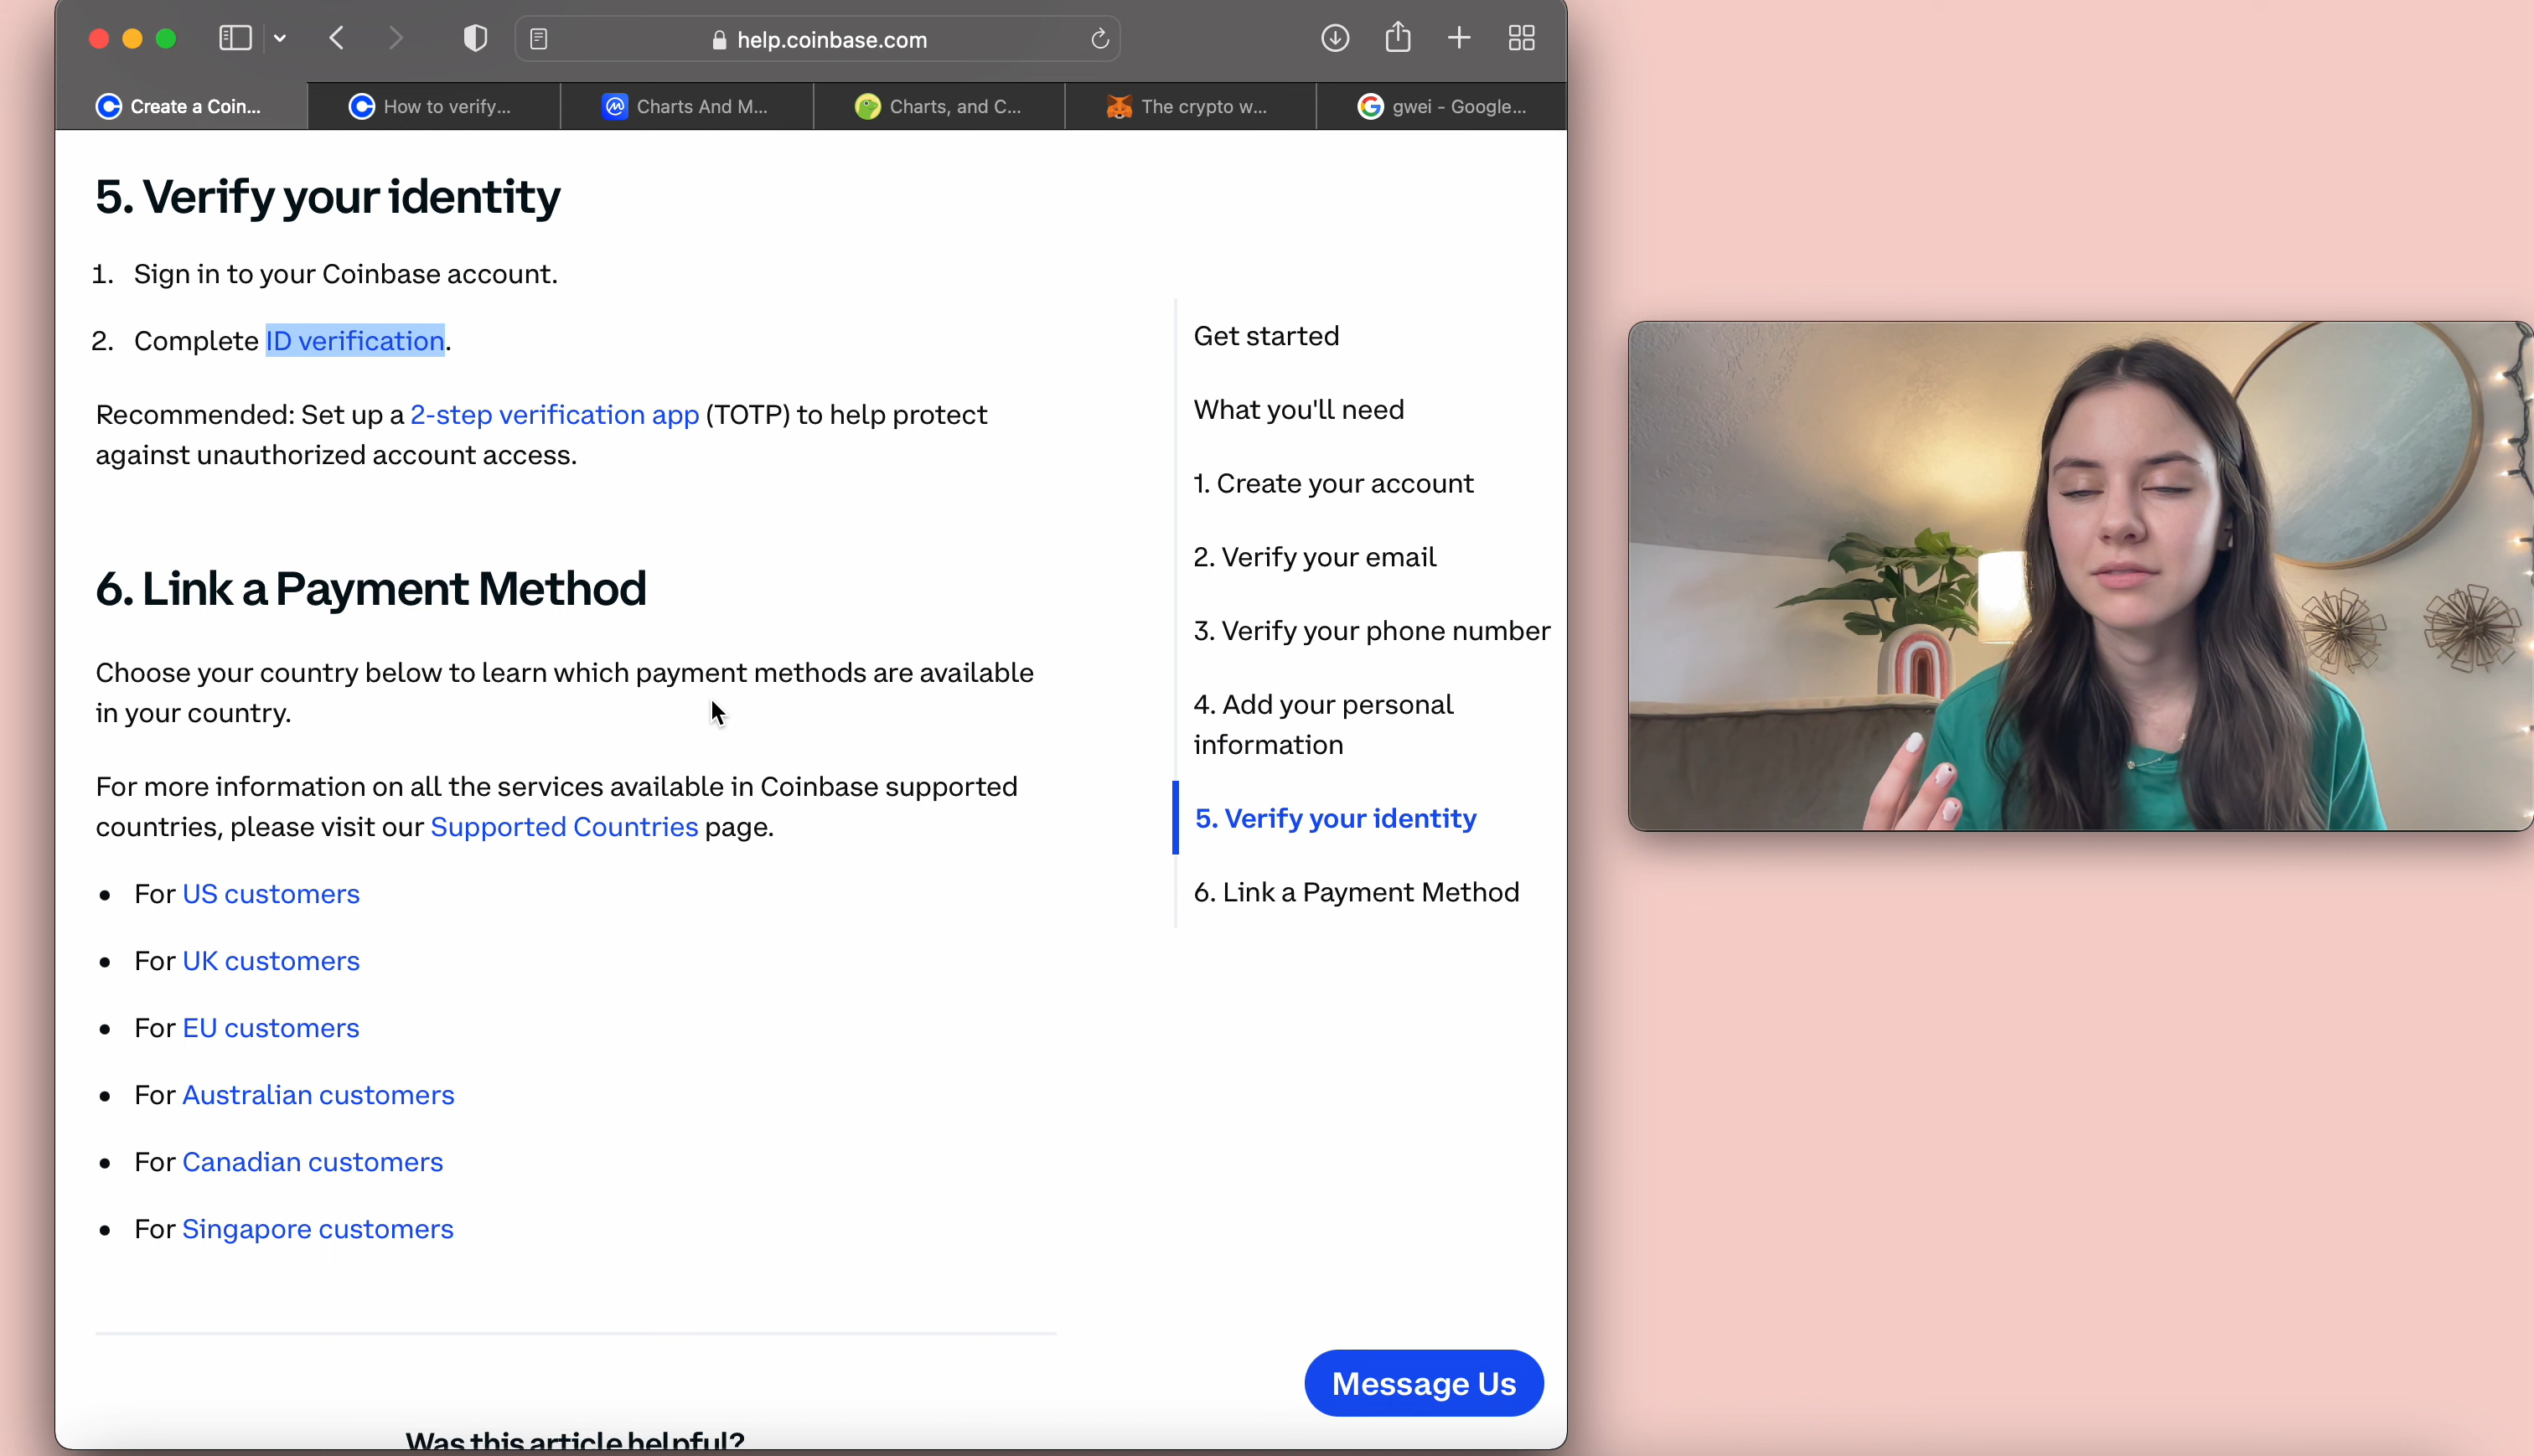 help.coinbase.com
Create a Coin...
How to verify...
Charts And M...
Charts, and C...
The crypto w...
gwei - Google...
5. Verify your identity
1. Sign in to your Coinbase account.
2. Complete ID verification.
Recommended: Set up a 2-step verification app (TOTP) to help protect
against unauthorized account access.
6. Link a Payment Method
Choose your country below to learn which payment methods are available
in your country.
For more information on all the services available in Coinbase supported
countries, please visit our Supported Countries page.
• For US customers
• For UK customers
• For EU customers
• For Australian customers
• For Canadian customers
• For Singapore customers
Was this article helpful?
Get started
What you'll need
1. Create your account
2. Verify your email
3. Verify your phone number
4. Add your personal
information
5. Verify your identity
6. Link a Payment Method
Message Us